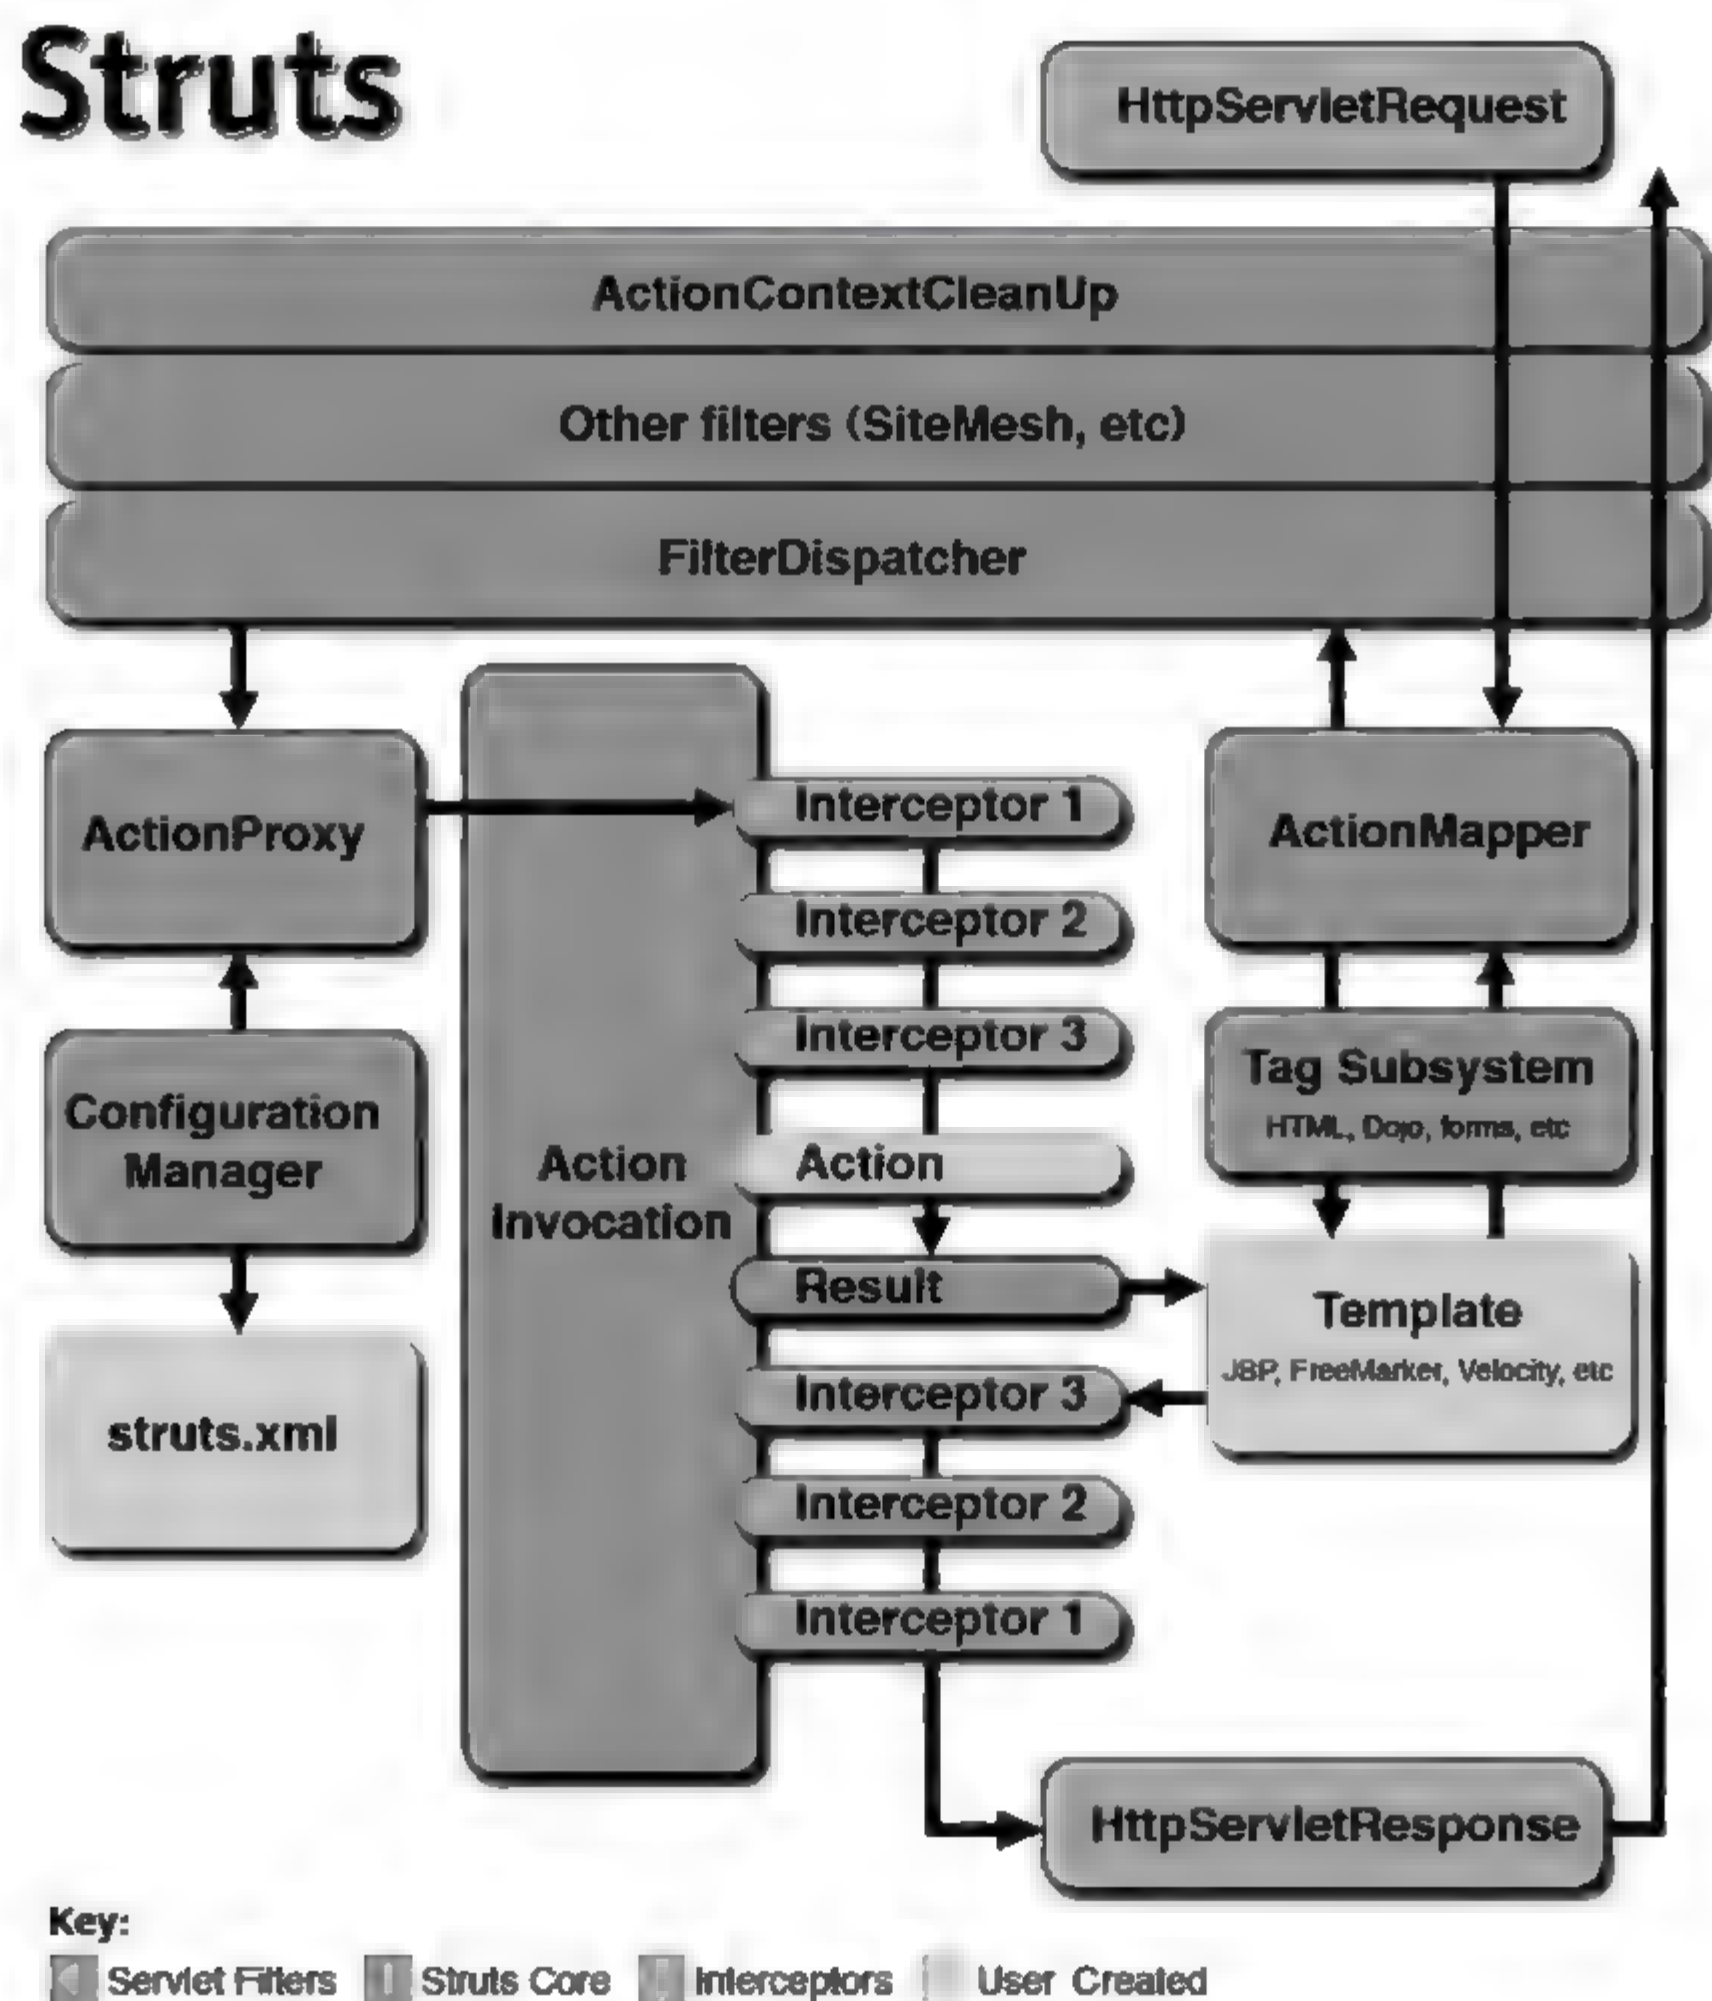 Struts
HttpServletRequest
ActionContextCleanUp
Other filters (SiteMesh, etc)
FilterDispatcher
ActionProxy
Interceptor 1
ActionMapper
Interceptor 2
Interceptor 3
Tag Subsystem
HTML, Dojo, forms, etc
Configuration
Manager
Action
Invocation
Action
Result
Template
JSP, FreeMarker, Velocity, etc
Interceptor 3
struts.xml
Interceptor 2
Interceptor 1
HttpServletResponse
Key:
Servlet Filters
Struts Core
Interceptors
User Created